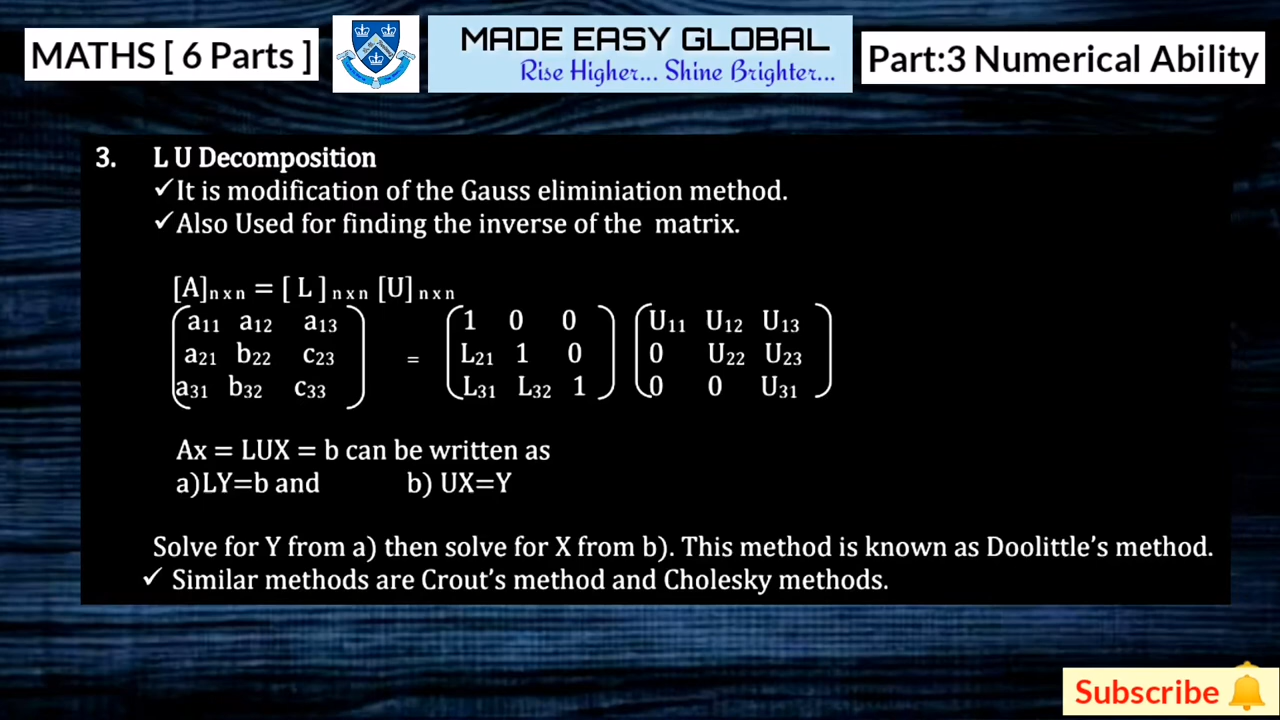 MATHS [ 6 Parts ]
MADE EASY GLOBAL
Rise Higher... Shine Brighter...
Part:3 Numerical Ability
3. L U Decomposition
✓It is modification of the Gauss eliminiation method.
✓Also Used for finding the inverse of the matrix.
[A]n x n = [ L ] n x n [U] n x n
a11 a12 a13 1 0 0 U11 U12 U13
a21 b22 c23 = L21 1 0 0 U22 U23
a31 b32 c33 L31 L32 1 0 0 U31
Ax = LUX = b can be written as
a)LY=b and b) UX=Y
Solve for Y from a) then solve for X from b). This method is known as Doolittle's method.
✓ Similar methods are Crout's method and Cholesky methods.
Subscribe